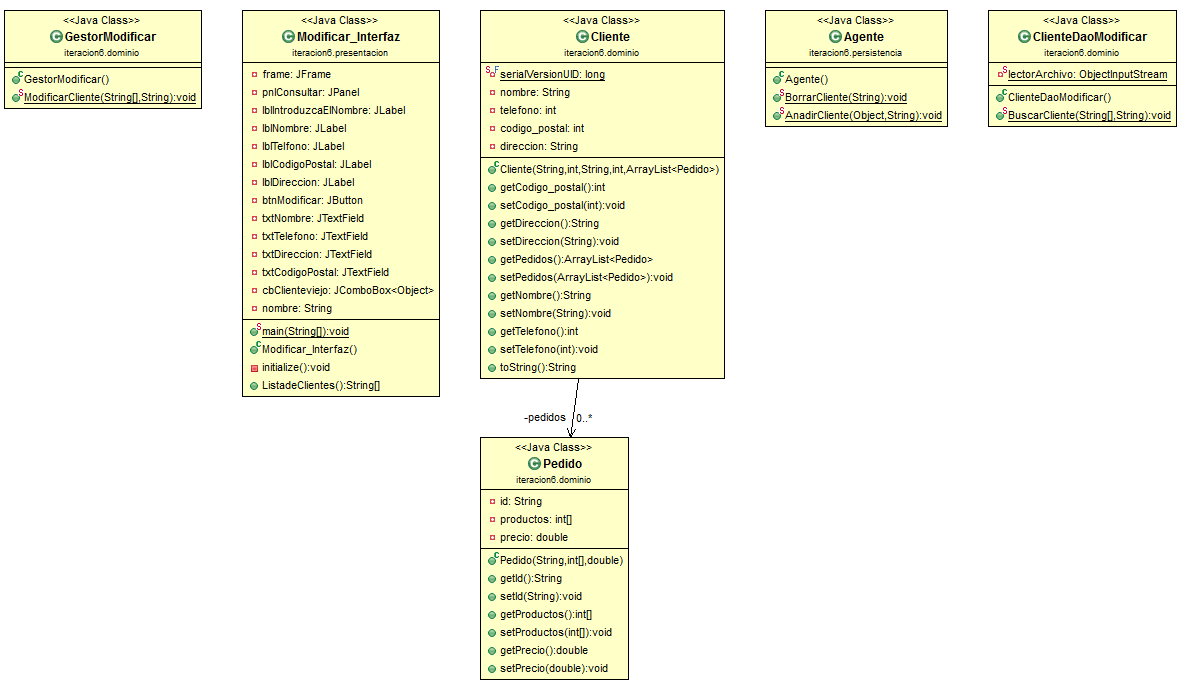 <<Java Class>>
GestorModificar
iteracion6.dominio
GestorModificar()
ModificarCliente(String[],String):void
<<Java Class>>
Modificar_Interfaz
iteracion6.presentacion
frame: JFrame
pnlConsultar: JPanel
lblIntroduzcaElNombre: JLabel
lblNombre: JLabel
lblTelfono: JLabel
lblCodigoPostal: JLabel
lblDireccion: JLabel
btnModificar: JButton
txtNombre: JTextField
txtTelefono: JTextField
txtDireccion: JTextField
txtCodigoPostal: JTextField
cbClienteviejo: JComboBox<Object>
nombre: String
main(String[]):void
Modificar_Interfaz()
initialize():void
ListadeClientes():String[]
<<Java Class>>
Cliente
iteracion6.dominio
serialVersionUID: long
nombre: String
telefono: int
codigo_postal: int
direccion: String
Cliente(String,int,String,int,ArrayList<Pedido>)
getCodigo_postal():int
setCodigo_postal(int):void
getDireccion():String
setDireccion(String):void
getPedidos():ArrayList<Pedido>
setPedidos(ArrayList<Pedido>):void
getNombre():String
setNombre(String):void
getTelefono():int
setTelefono(int):void
toString():String
<<Java Class>>
Agente
iteracion6.persistencia
Agente()
BorrarCliente(String):void
AnadirCliente(Object,String):void
<<Java Class>>
ClienteDaoModificar
iteracion6.dominio
lectorArchivo: ObjectInputStream
ClienteDaoModificar()
BuscarCliente(String[],String):void
-pedidos 0..*
<<Java Class>>
Pedido
iteracion6.dominio
id: String
productos: int[]
precio: double
Pedido(String,int[],double)
getId():String
setId(String):void
getProductos():int[]
setProductos(int[]):void
getPrecio():double
setPrecio(double):void